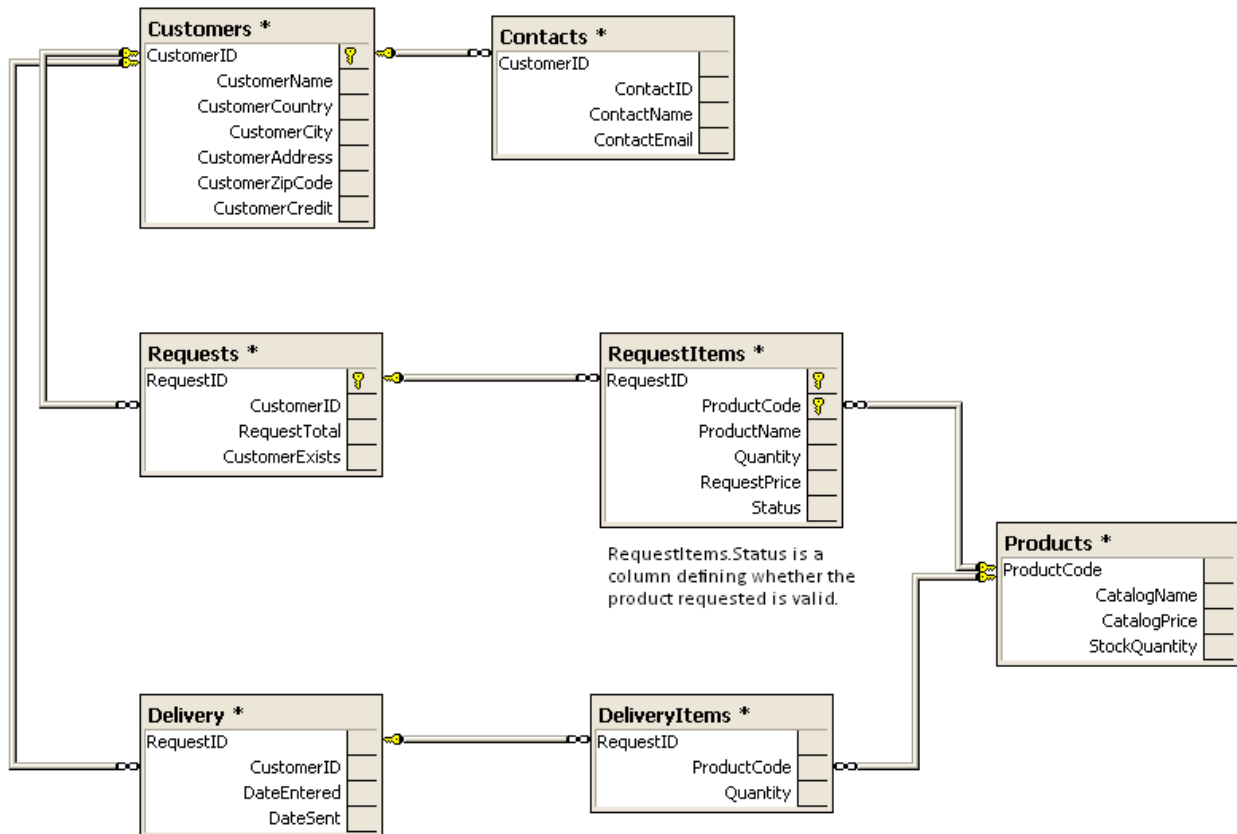 Customers *
CustomerID
CustomerName
CustomerCountry
CustomerCity
CustomerAddress
CustomerZipCode
CustomerCredit
Contacts *
CustomerID
ContactID
ContactName
ContactEmail
Requests *
RequestID
CustomerID
RequestTotal
CustomerExists
RequestItems *
RequestID
ProductCode
ProductName
Quantity
RequestPrice
Status
RequestItems.Status is a
column defining whether the
product requested is valid.
Products *
ProductCode
CatalogName
CatalogPrice
StockQuantity
Delivery *
RequestID
CustomerID
DateEntered
DateSent
DeliveryItems *
RequestID
ProductCode
Quantity